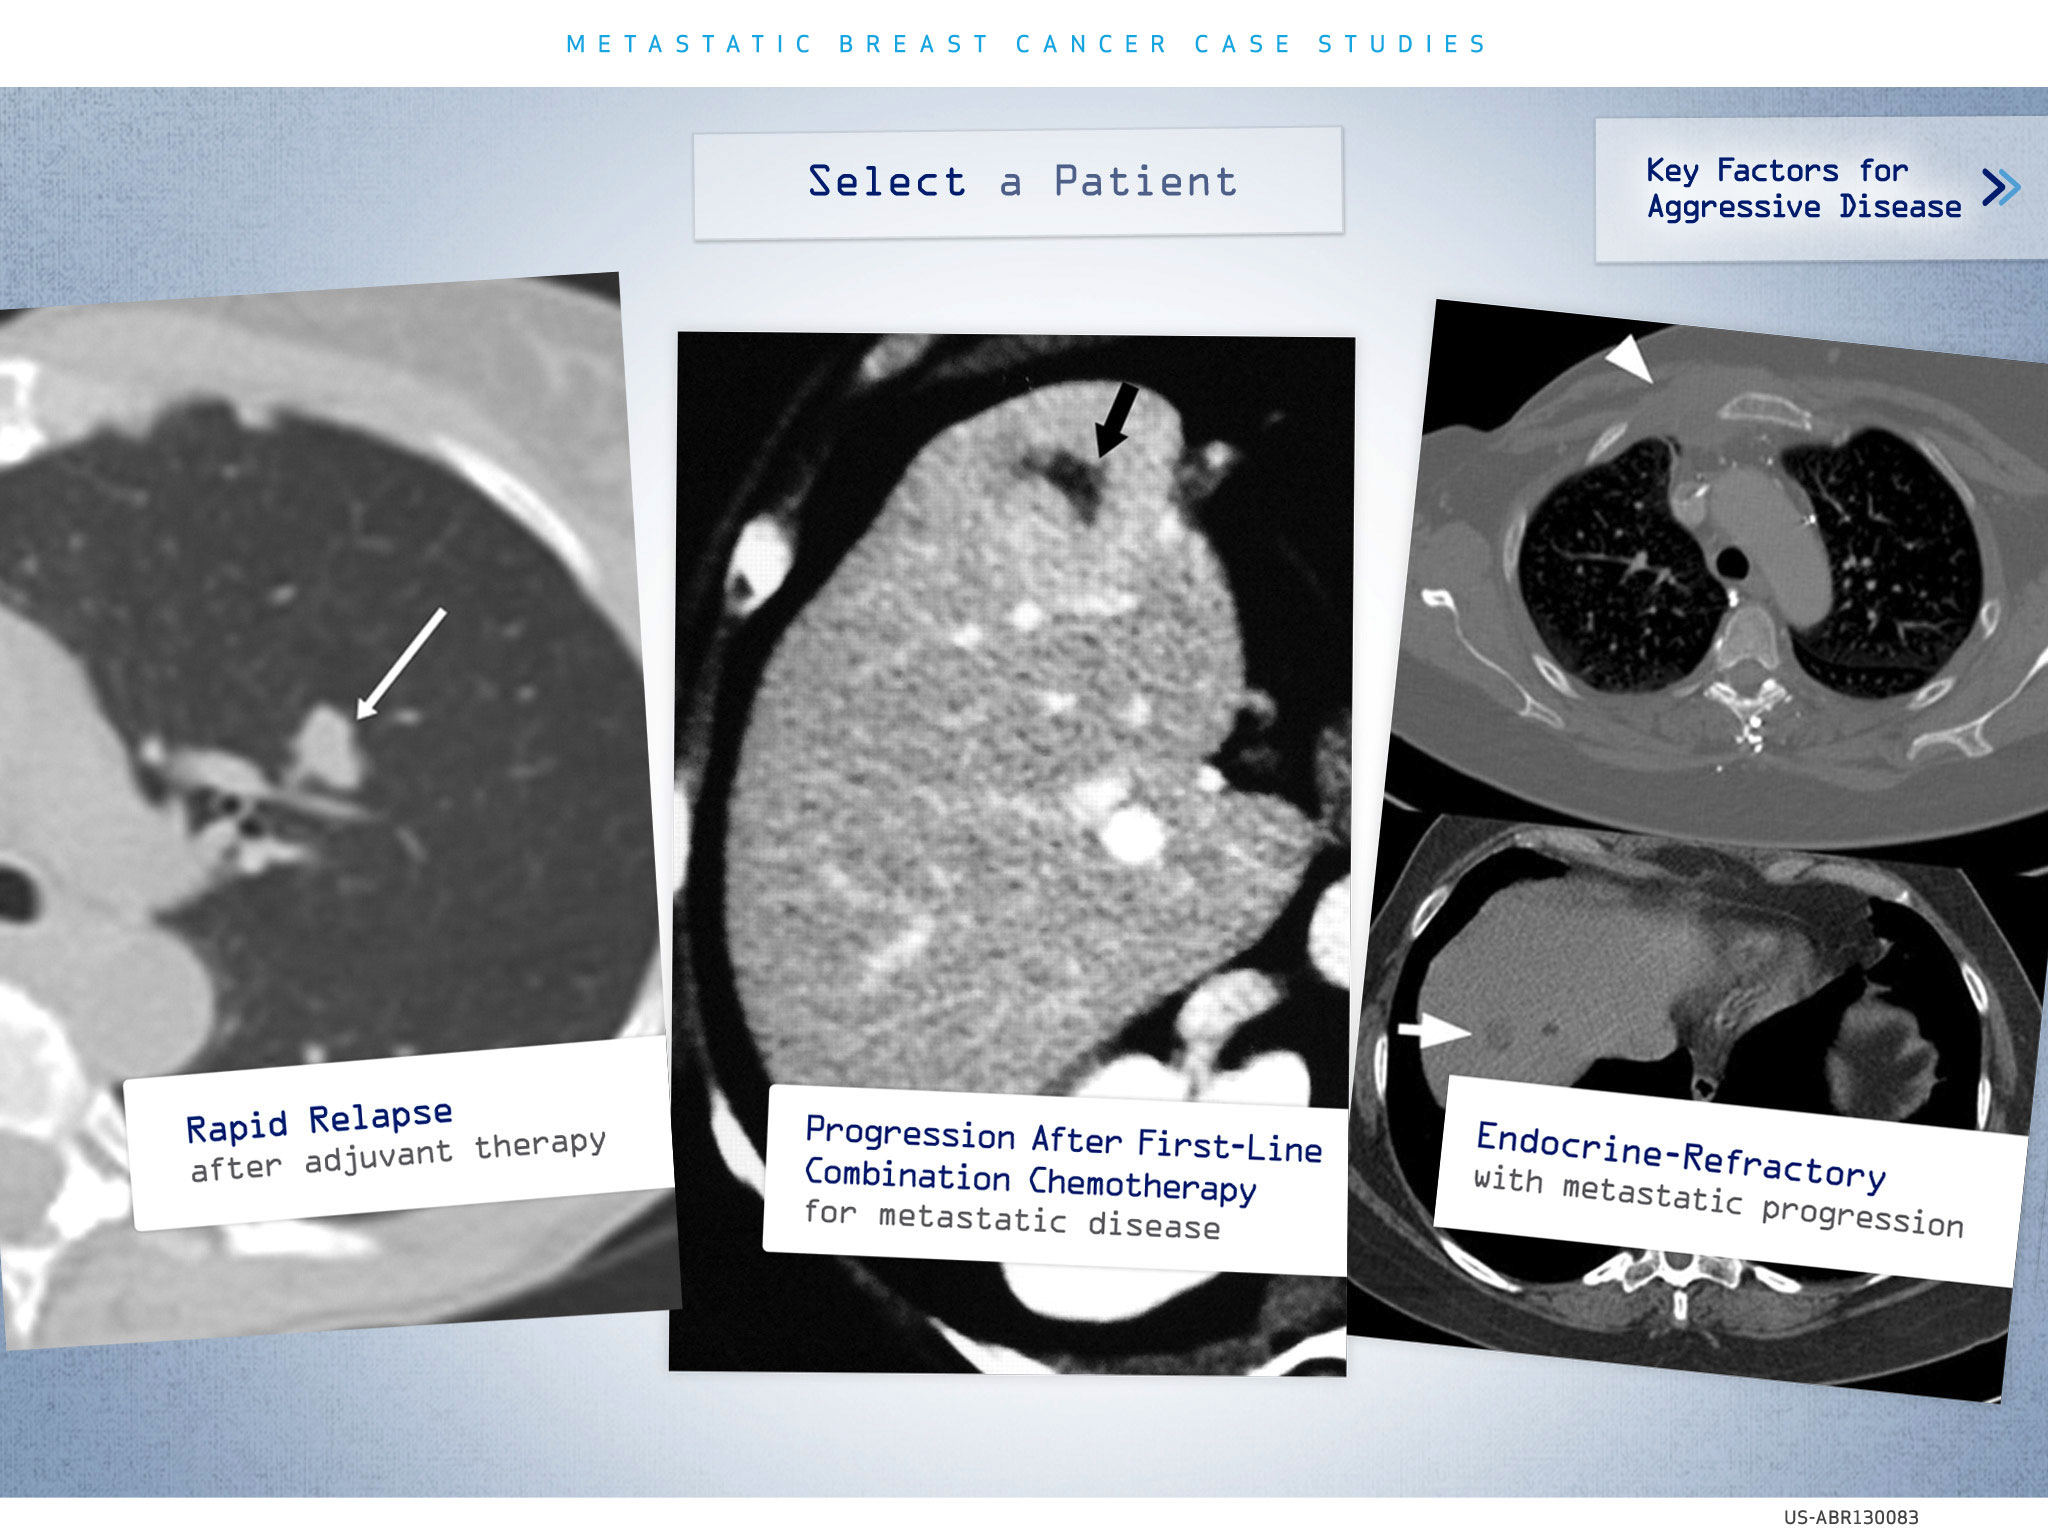 METASTATIC BREAST CANCER CASE STUDIES
Select a Patient
Key Factors for
Aggressive Disease
Rapid Relapse
after adjuvant therapy
Progression After First-Line
Combination Chemotherapy
for metastatic disease
Endocrine-Refractory
with metastatic progression
US-ABR130083